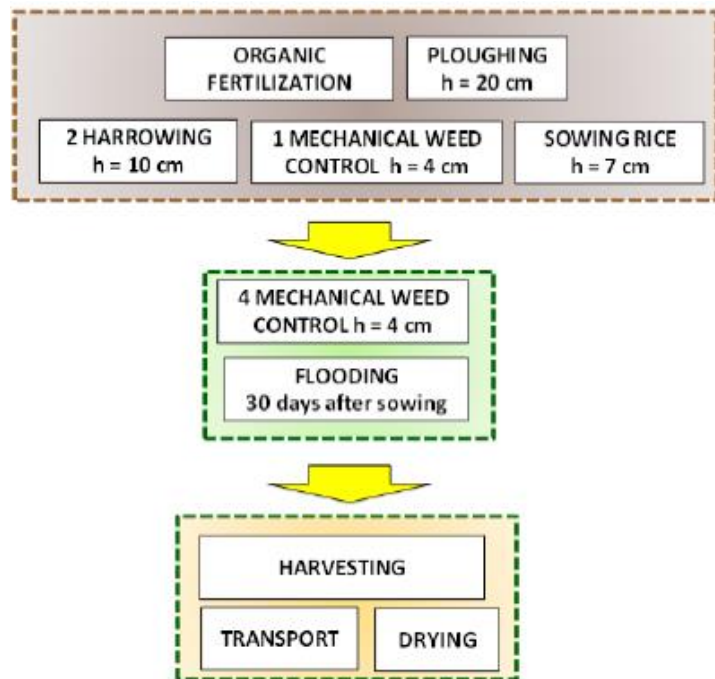 ORGANIC
FERTILIZATION
PLOUGHING
h = 20 cm
2 HARROWING
h = 10 cm
1 MECHANICAL WEED
CONTROL h = 4 cm
SOWING RICE
h = 7 cm
4 MECHANICAL WEED
CONTROL h = 4 cm
FLOODING
30 days after sowing
HARVESTING
TRANSPORT
DRYING